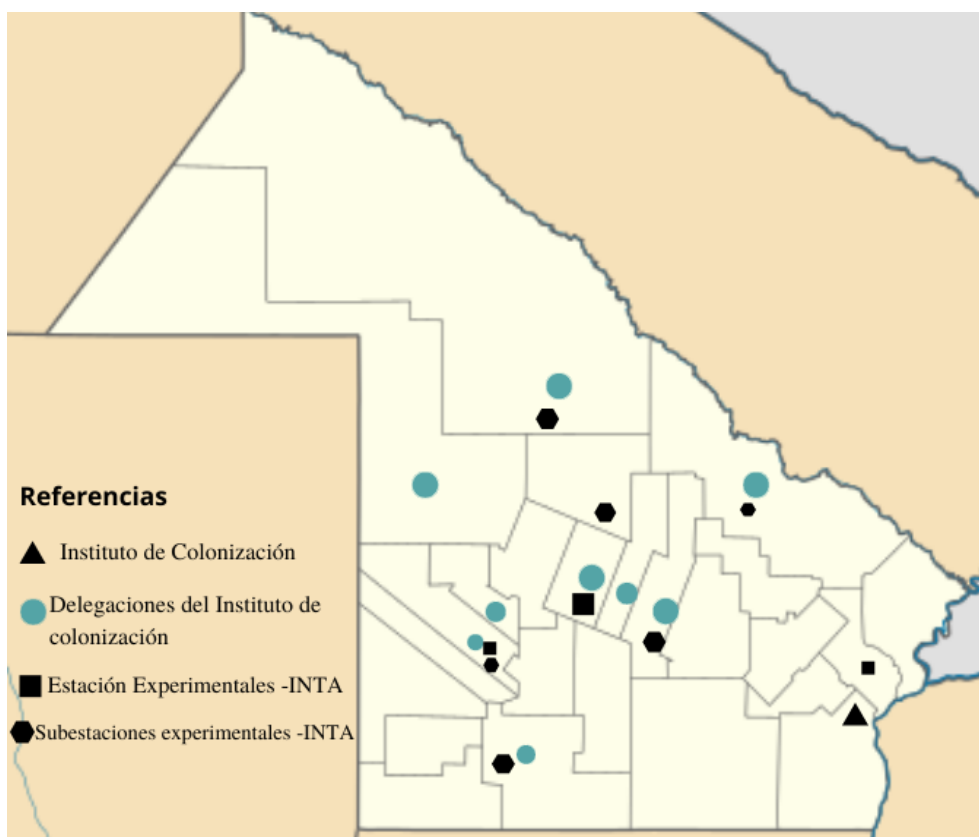 Referencias
Instituto de Colonización
Delegaciones del Instituto de
colonización
Estación Experimentales -INTA
Subestaciones experimentales -INTA